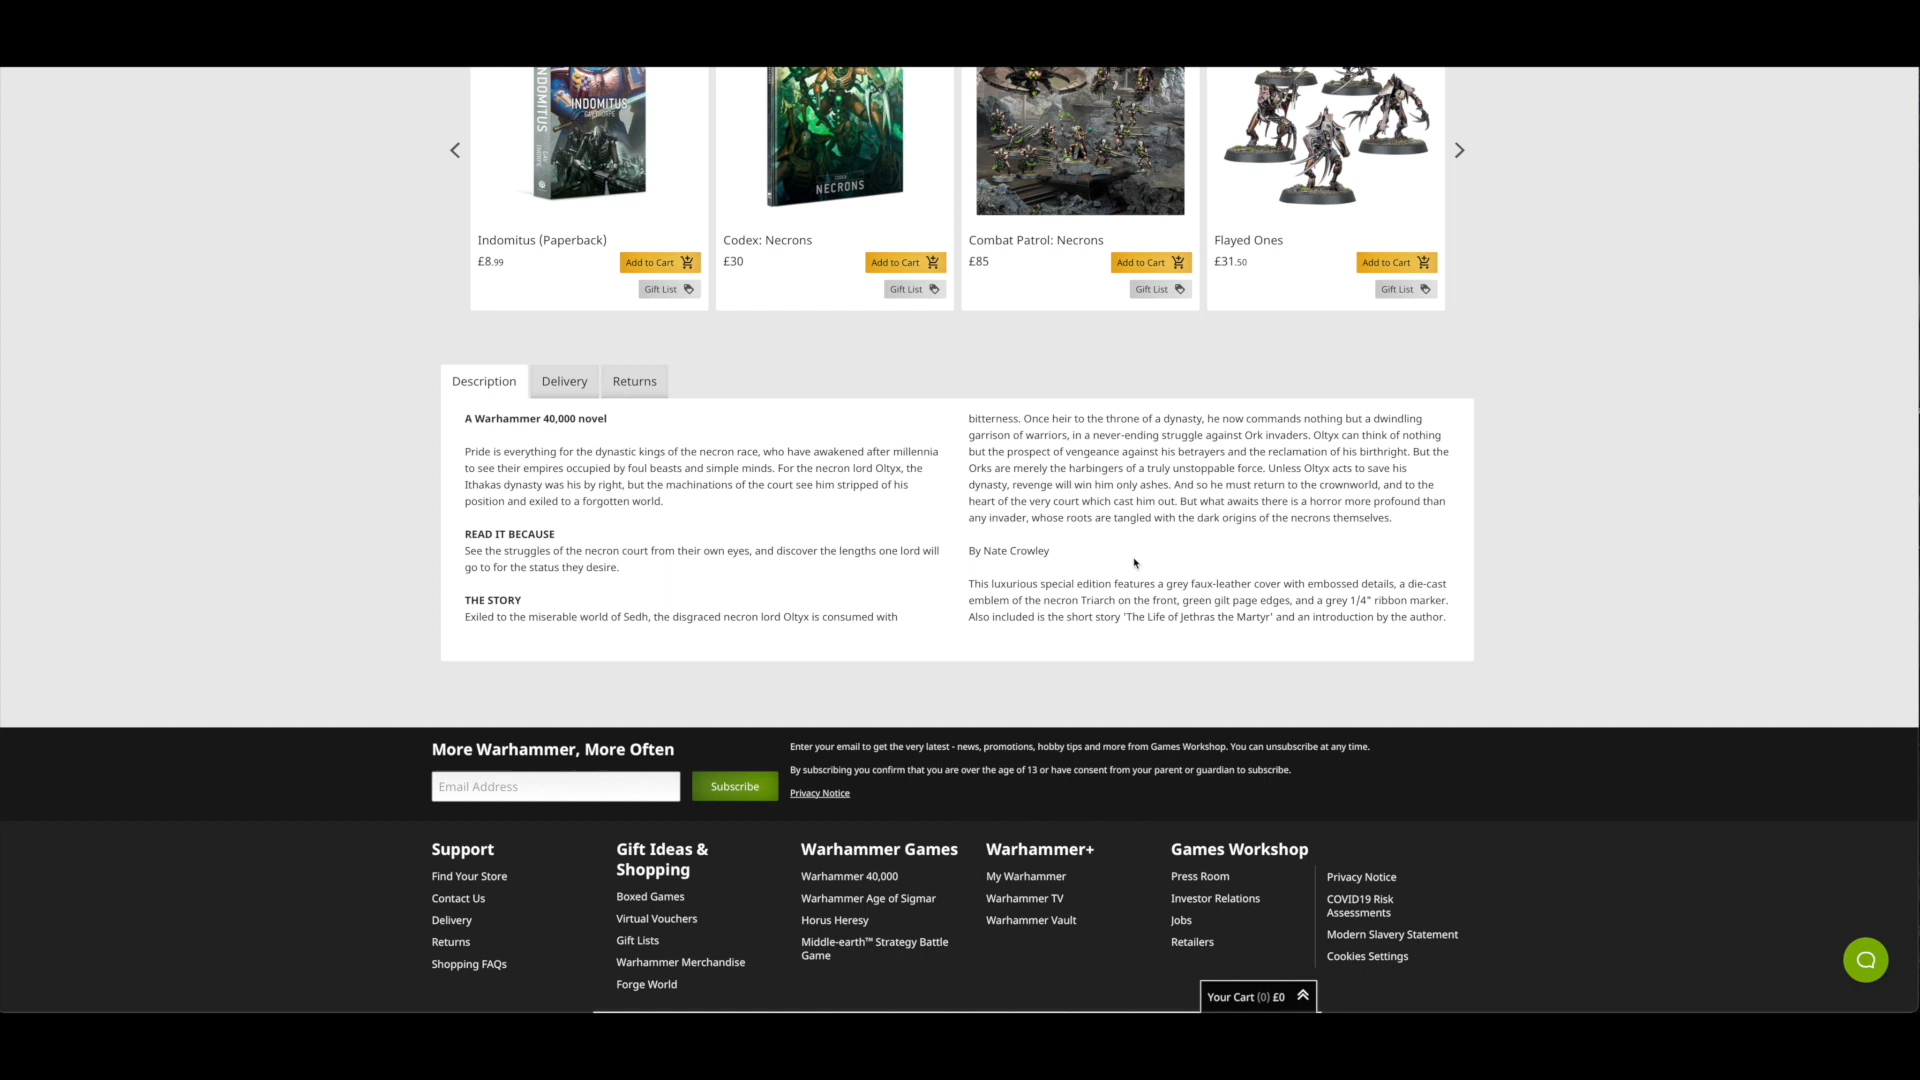 INDOMITUS
INDOMITUS
GAV THORPE
CODEX
NECRONS
Indomitus (Paperback)
£8.99
Add to Cart
Gift List
Codex: Necrons
£30
Add to Cart
Gift List
Combat Patrol: Necrons
£85
Add to Cart
Gift List
Flayed Ones
£31.50
Add to Cart
Gift List
Description
Delivery
Returns
A Warhammer 40,000 novel
Pride is everything for the dynastic kings of the necron race, who have awakened after millennia
to see their empires occupied by foul beasts and simple minds. For the necron lord Oltyx, the
Ithakas dynasty was his by right, but the machinations of the court see him stripped of his
position and exiled to a forgotten world.
READ IT BECAUSE
See the struggles of the necron court from their own eyes, and discover the lengths one lord will
go to for the status they desire.
THE STORY
Exiled to the miserable world of Sedh, the disgraced necron lord Oltyx is consumed with
bitterness. Once heir to the throne of a dynasty, he now commands nothing but a dwindling
garrison of warriors, in a never-ending struggle against Ork invaders. Oltyx can think of nothing
but the prospect of vengeance against his betrayers and the reclamation of his birthright. But the
Orks are merely the harbingers of a truly unstoppable force. Unless Oltyx acts to save his
dynasty, revenge will win him only ashes. And so he must return to the crownworld, and to the
heart of the very court which cast him out. But what awaits there is a horror more profound than
any invader, whose roots are tangled with the dark origins of the necrons themselves.
By Nate Crowley
This luxurious special edition features a grey faux-leather cover with embossed details, a die-cast
emblem of the necron Triarch on the front, green gilt page edges, and a grey 1/4" ribbon marker.
Also included is the short story 'The Life of Jethras the Martyr' and an introduction by the author.
More Warhammer, More Often
Email Address
Subscribe
Enter your email to get the very latest - news, promotions, hobby tips and more from Games Workshop. You can unsubscribe at any time.
By subscribing you confirm that you are over the age of 13 or have consent from your parent or guardian to subscribe.
Privacy Notice
Support
Find Your Store
Contact Us
Delivery
Returns
Shopping FAQs
Gift Ideas &
Shopping
Boxed Games
Virtual Vouchers
Gift Lists
Warhammer Merchandise
Forge World
Warhammer Games
Warhammer 40,000
Warhammer Age of Sigmar
Horus Heresy
Middle-earth™ Strategy Battle
Game
Warhammer+
My Warhammer
Warhammer TV
Warhammer Vault
Games Workshop
Press Room
Investor Relations
Jobs
Retailers
Privacy Notice
COVID19 Risk
Assessments
Modern Slavery Statement
Cookies Settings
Your Cart (0) £0